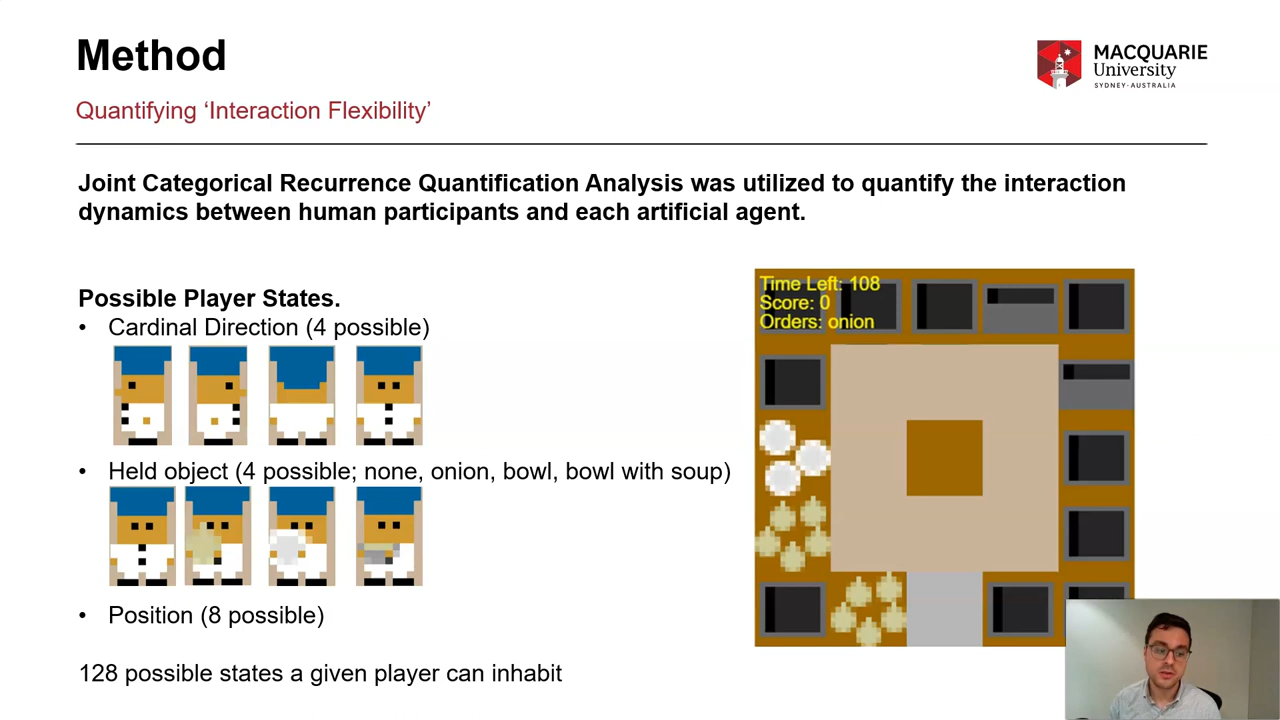 Method
MACQUARIE
University
SYDNEY·AUSTRALIA
Quantifying ‘Interaction Flexibility’
Joint Categorical Recurrence Quantification Analysis was utilized to quantify the interaction
dynamics between human participants and each artificial agent.
Possible Player States.
• Cardinal Direction (4 possible)
• Held object (4 possible; none, onion, bowl, bowl with soup)
• Position (8 possible)
128 possible states a given player can inhabit
Time Left: 108
Score: 0
Orders: onion